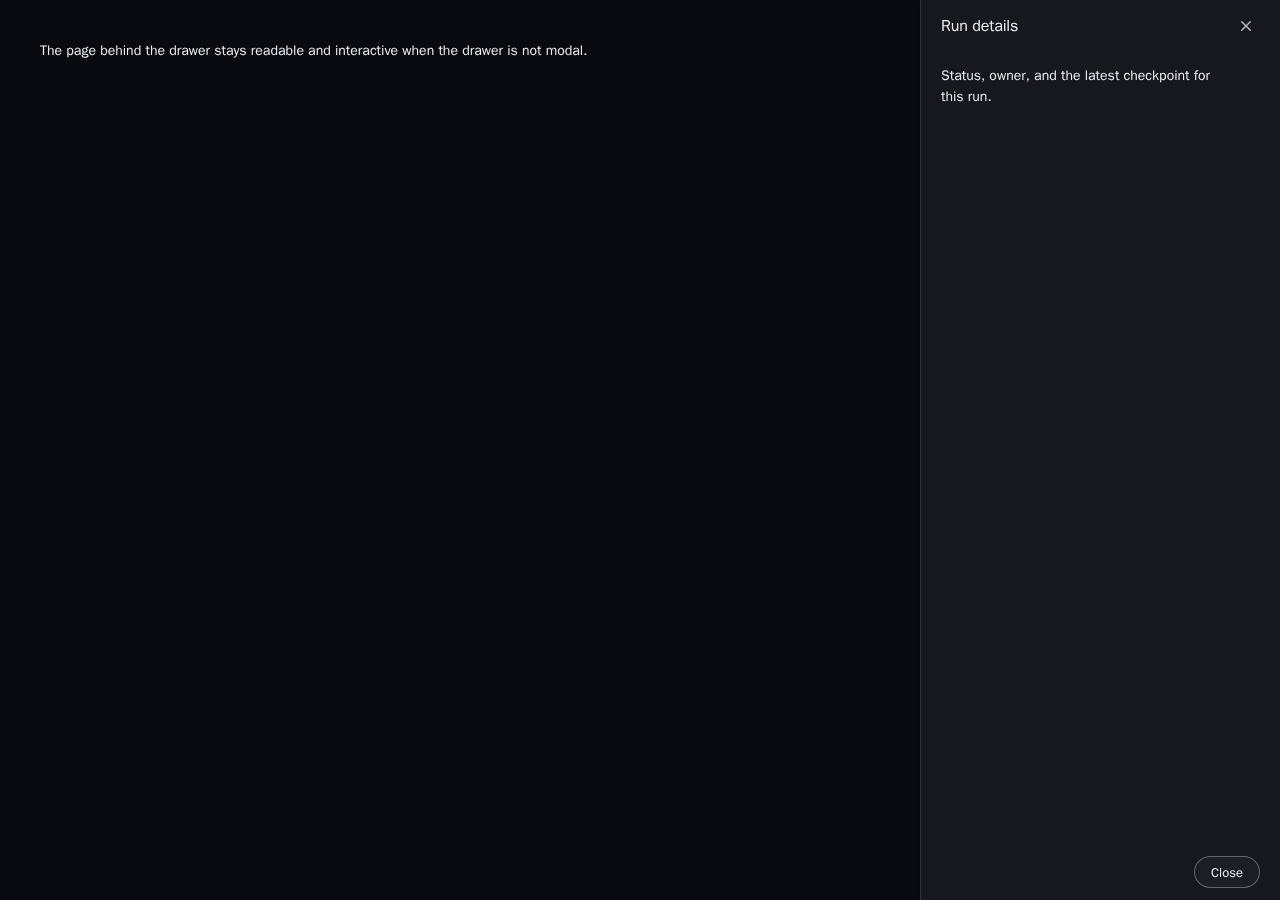 The page behind the drawer stays readable and interactive when the drawer is not modal.
Run details
Status, owner, and the latest checkpoint for
this run.
Close